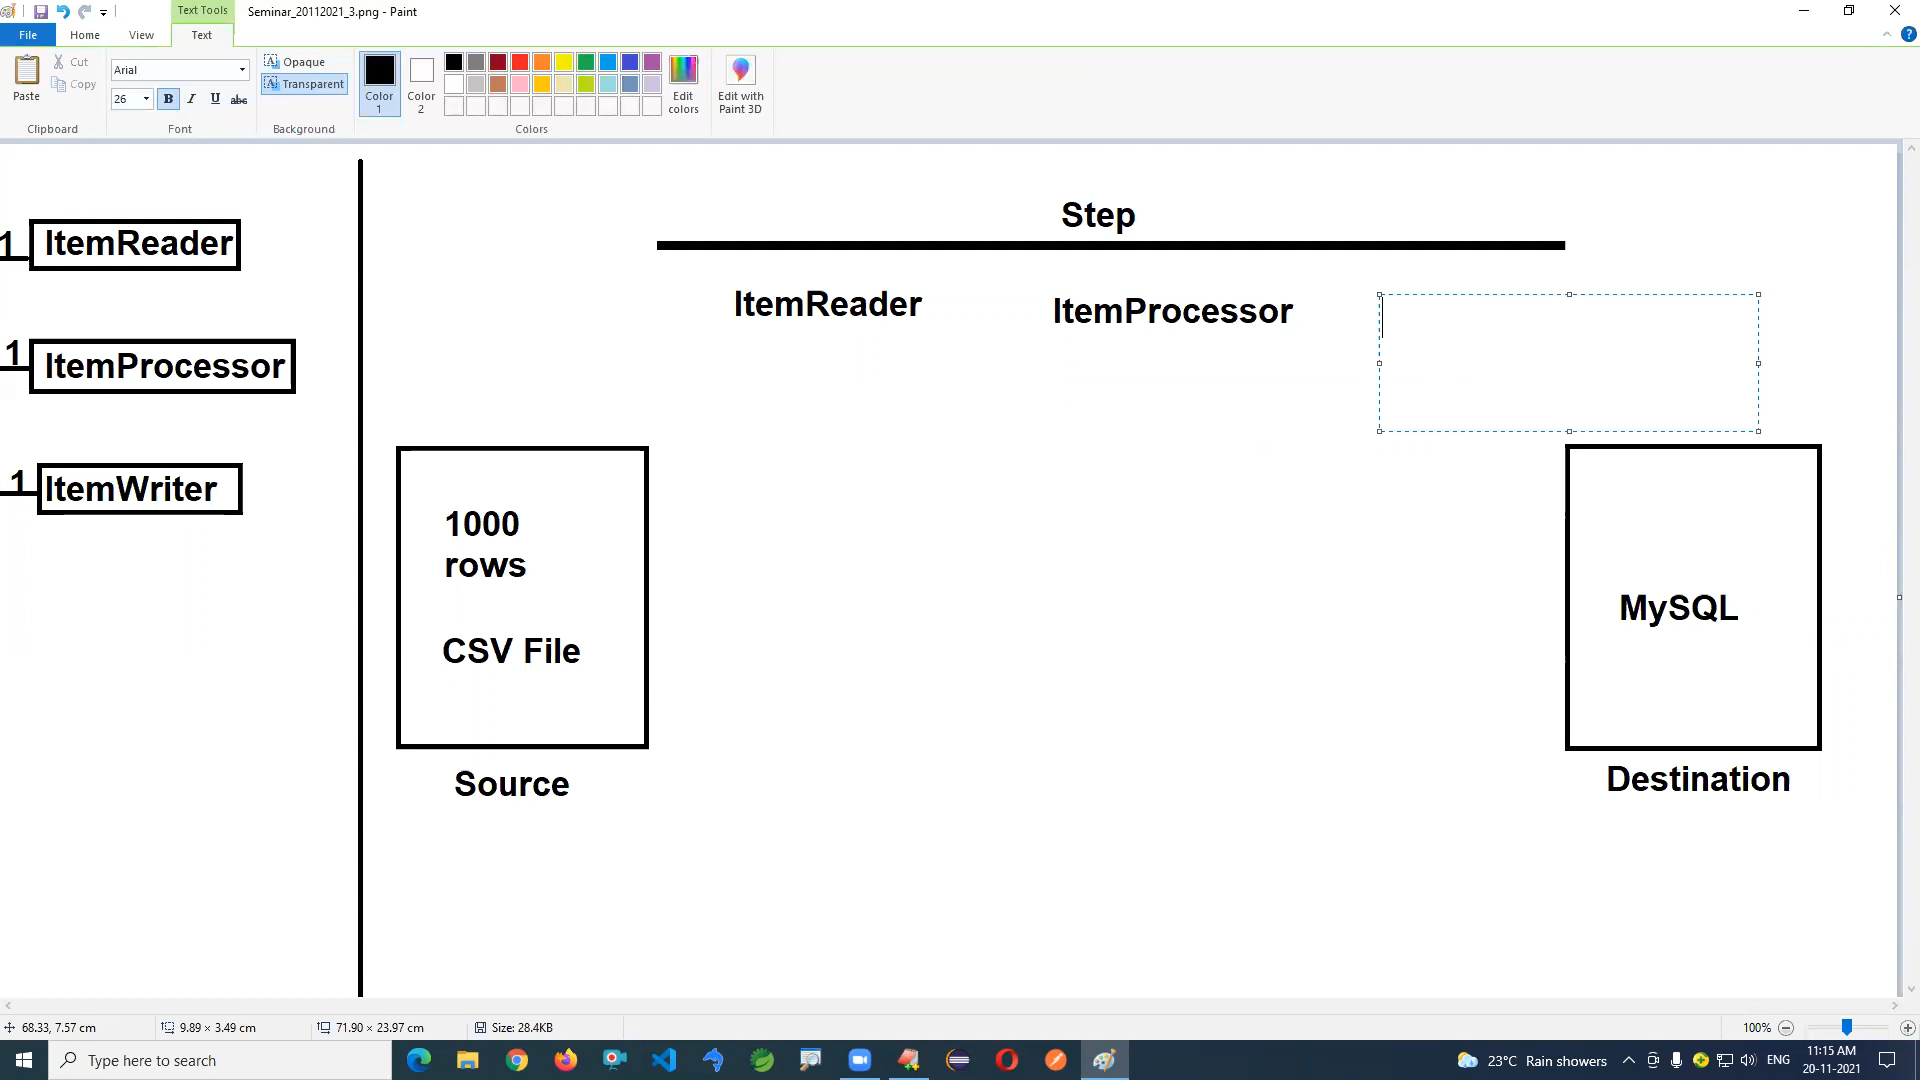 Text Tools
Seminar_20112021_3.png - Paint
File
Home
View
Text
Paste
Cut
Copy
Clipboard
Arial
26
B
I
U
abc
Font
Opaque
Transparent
Background
Color
1
Color
2
Edit
colors
Colors
Edit with
Paint 3D
1
ItemReader
1
ItemProcessor
1
ItemWriter
Step
ItemReader
ItemProcessor
1000
rows
CSV File
Source
MySQL
Destination
68.33, 7.57 cm
9.89 × 3.49 cm
71.90 × 23.97 cm
Size: 28.4KB
100%
Type here to search
23°C Rain showers
ENG
11:15 AM
20-11-2021